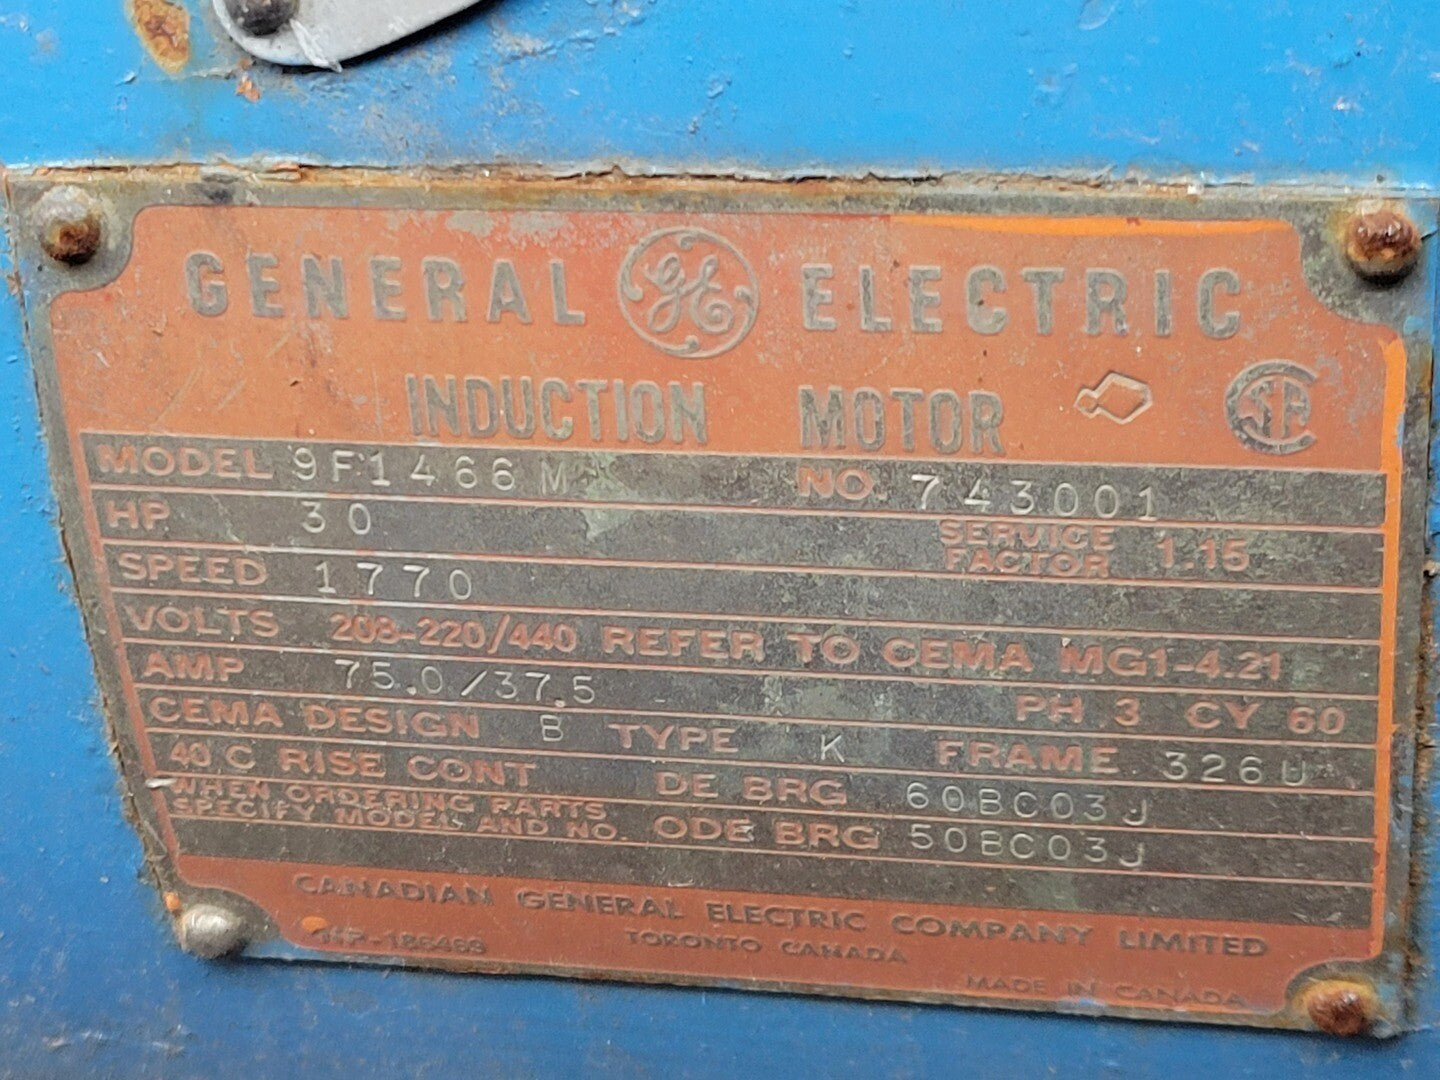 GENERAL GE ELECTRIC
INDUCTION MOTOR CSA
MODEL 9F1466M NO. 743001
HP 30 SERVICE FACTOR 1.15
SPEED 1770
VOLTS 208-220/440 REFER TO CEMA MG1-4.21
AMP 75.0/37.5 PH 3 CY 60
CEMA DESIGN B TYPE K FRAME 326U
40°C RISE CONT DE BRG 60BC03J
WHEN ORDERING PARTS
SPECIFY MODEL AND NO. ODE BRG 50BC03J
CANADIAN GENERAL ELECTRIC COMPANY LIMITED
TORONTO CANADA
MADE IN CANADA